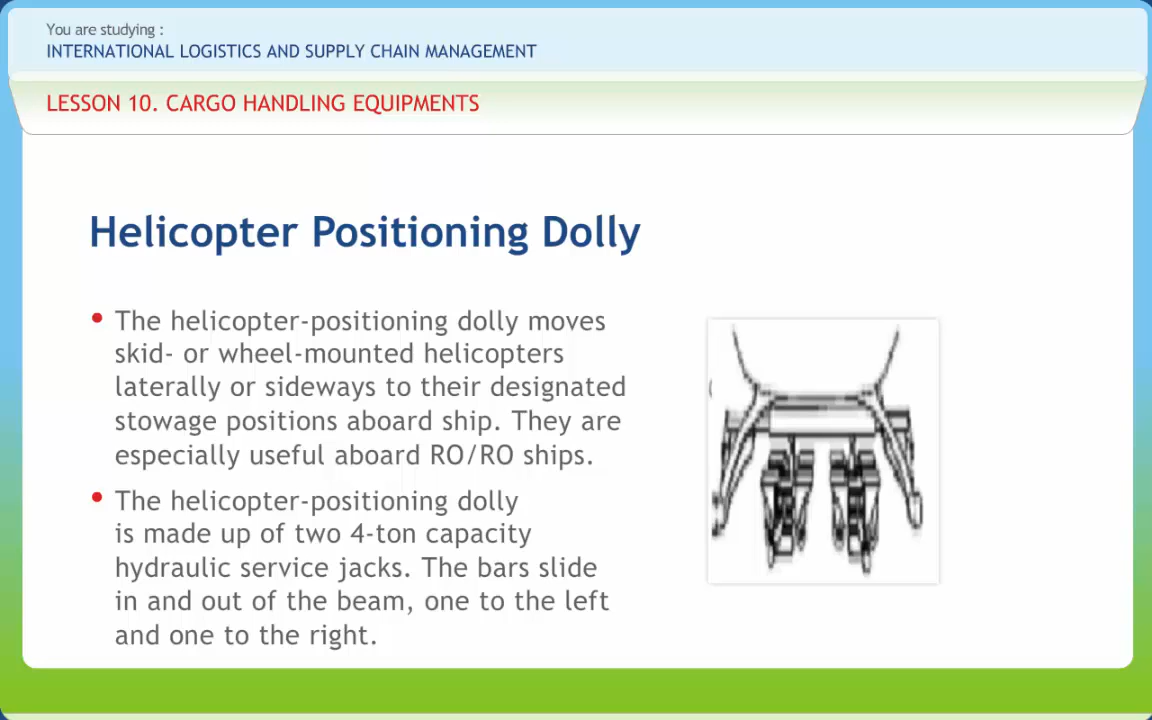 You are studying :
INTERNATIONAL LOGISTICS AND SUPPLY CHAIN MANAGEMENT
LESSON 10. CARGO HANDLING EQUIPMENTS
Helicopter Positioning Dolly
• The helicopter-positioning dolly moves
skid- or wheel-mounted helicopters
laterally or sideways to their designated
stowage positions aboard ship. They are
especially useful aboard RO/RO ships.
• The helicopter-positioning dolly
is made up of two 4-ton capacity
hydraulic service jacks. The bars slide
in and out of the beam, one to the left
and one to the right.